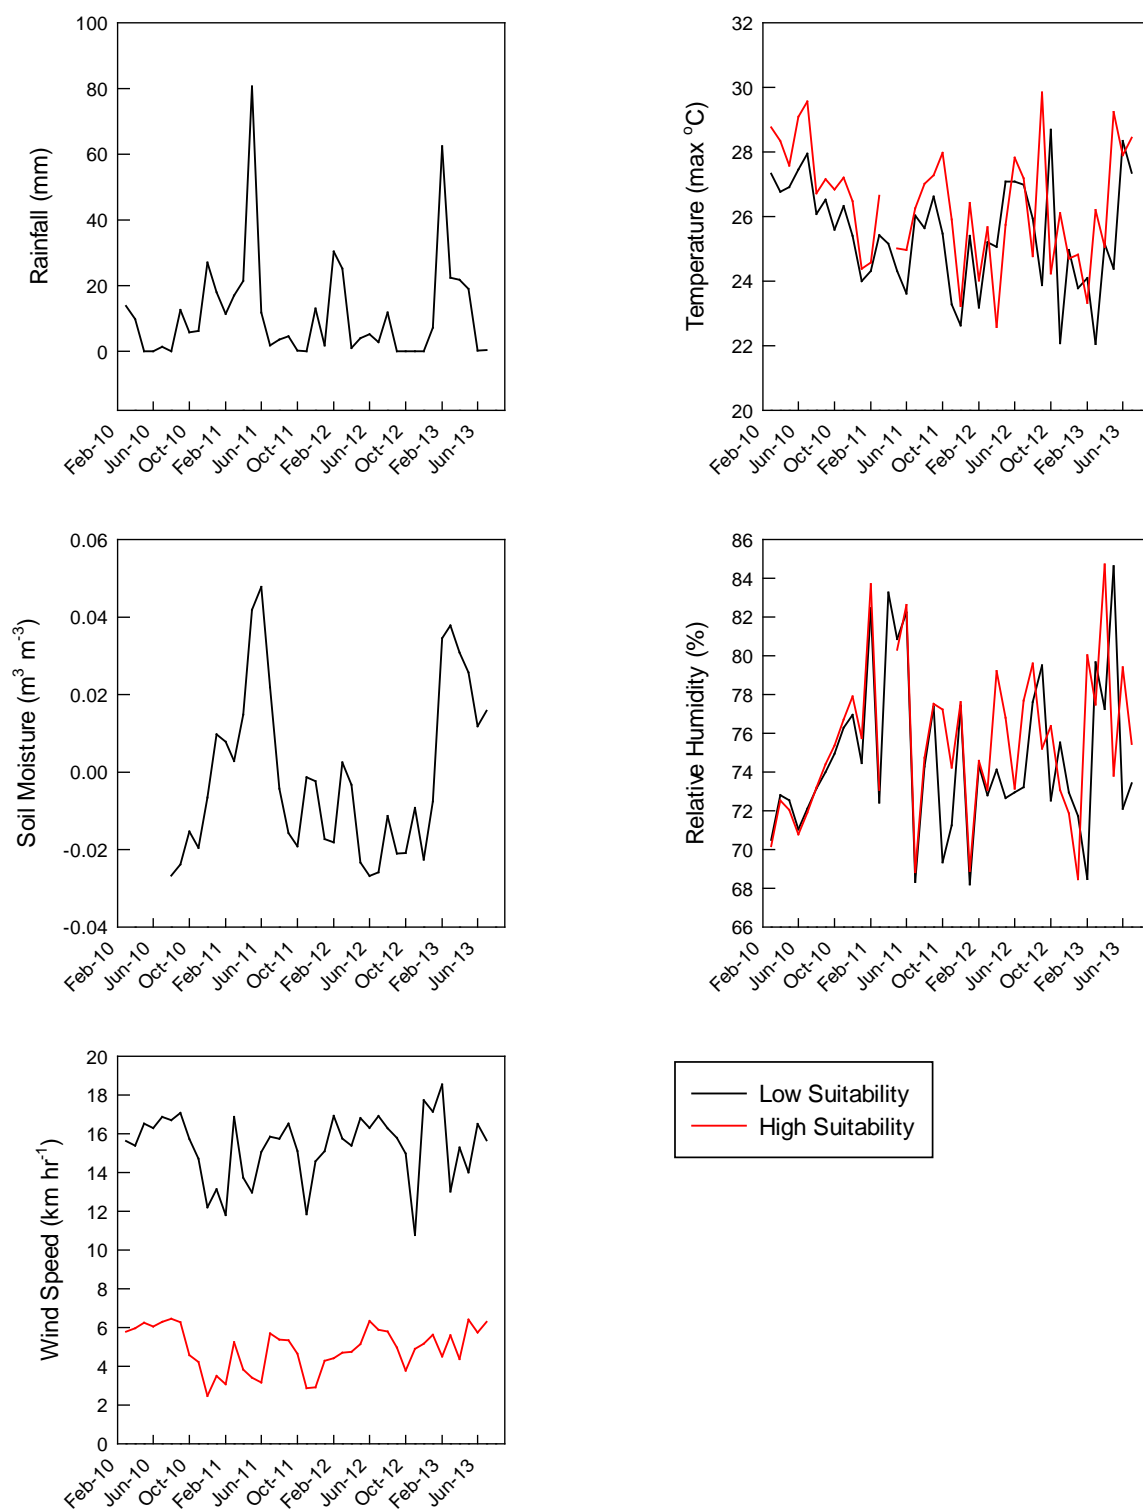 100
80
60
40
20
0
Rainfall (mm)
Feb-10
Jun-10
Oct-10
Feb-11
Jun-11
Oct-11
Feb-12
Jun-12
Oct-12
Feb-13
Jun-13
32
30
28
26
24
22
20
Temperature (max °C)
Feb-10
Jun-10
Oct-10
Feb-11
Jun-11
Oct-11
Feb-12
Jun-12
Oct-12
Feb-13
Jun-13
0.06
0.04
0.02
0.00
-0.02
-0.04
Soil Moisture (m³ m⁻³)
Feb-10
Jun-10
Oct-10
Feb-11
Jun-11
Oct-11
Feb-12
Jun-12
Oct-12
Feb-13
Jun-13
86
84
82
80
78
76
74
72
70
68
66
Relative Humidity (%)
Feb-10
Jun-10
Oct-10
Feb-11
Jun-11
Oct-11
Feb-12
Jun-12
Oct-12
Feb-13
Jun-13
20
18
16
14
12
10
8
6
4
2
0
Wind Speed (km hr⁻¹)
Feb-10
Jun-10
Oct-10
Feb-11
Jun-11
Oct-11
Feb-12
Jun-12
Oct-12
Feb-13
Jun-13
Low Suitability
High Suitability